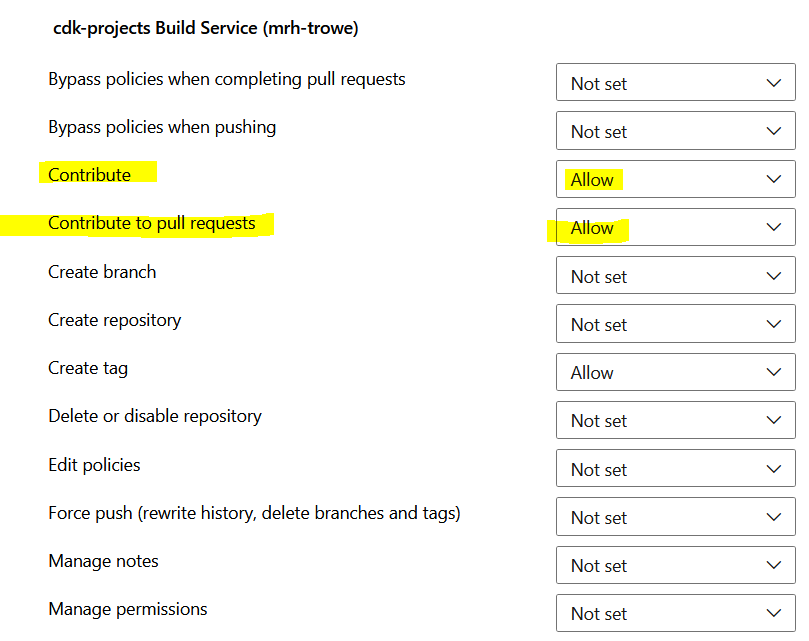 cdk-projects Build Service (mrh-trowe)
Bypass policies when completing pull requests Not set
Bypass policies when pushing Not set
Contribute Allow
Contribute to pull requests Allow
Create branch Not set
Create repository Not set
Create tag Allow
Delete or disable repository Not set
Edit policies Not set
Force push (rewrite history, delete branches and tags) Not set
Manage notes Not set
Manage permissions Not set